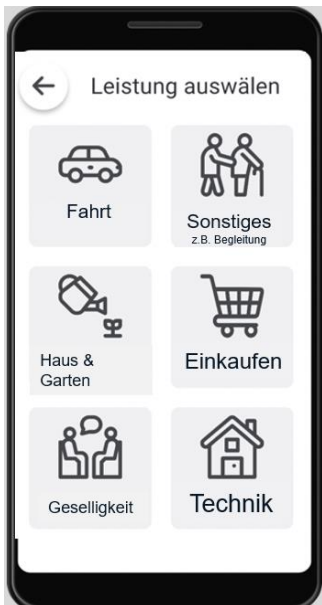 Leistung auswälen
Fahrt
Sonstiges
z.B. Begleitung
Haus &
Garten
Einkaufen
Geselligkeit
Technik